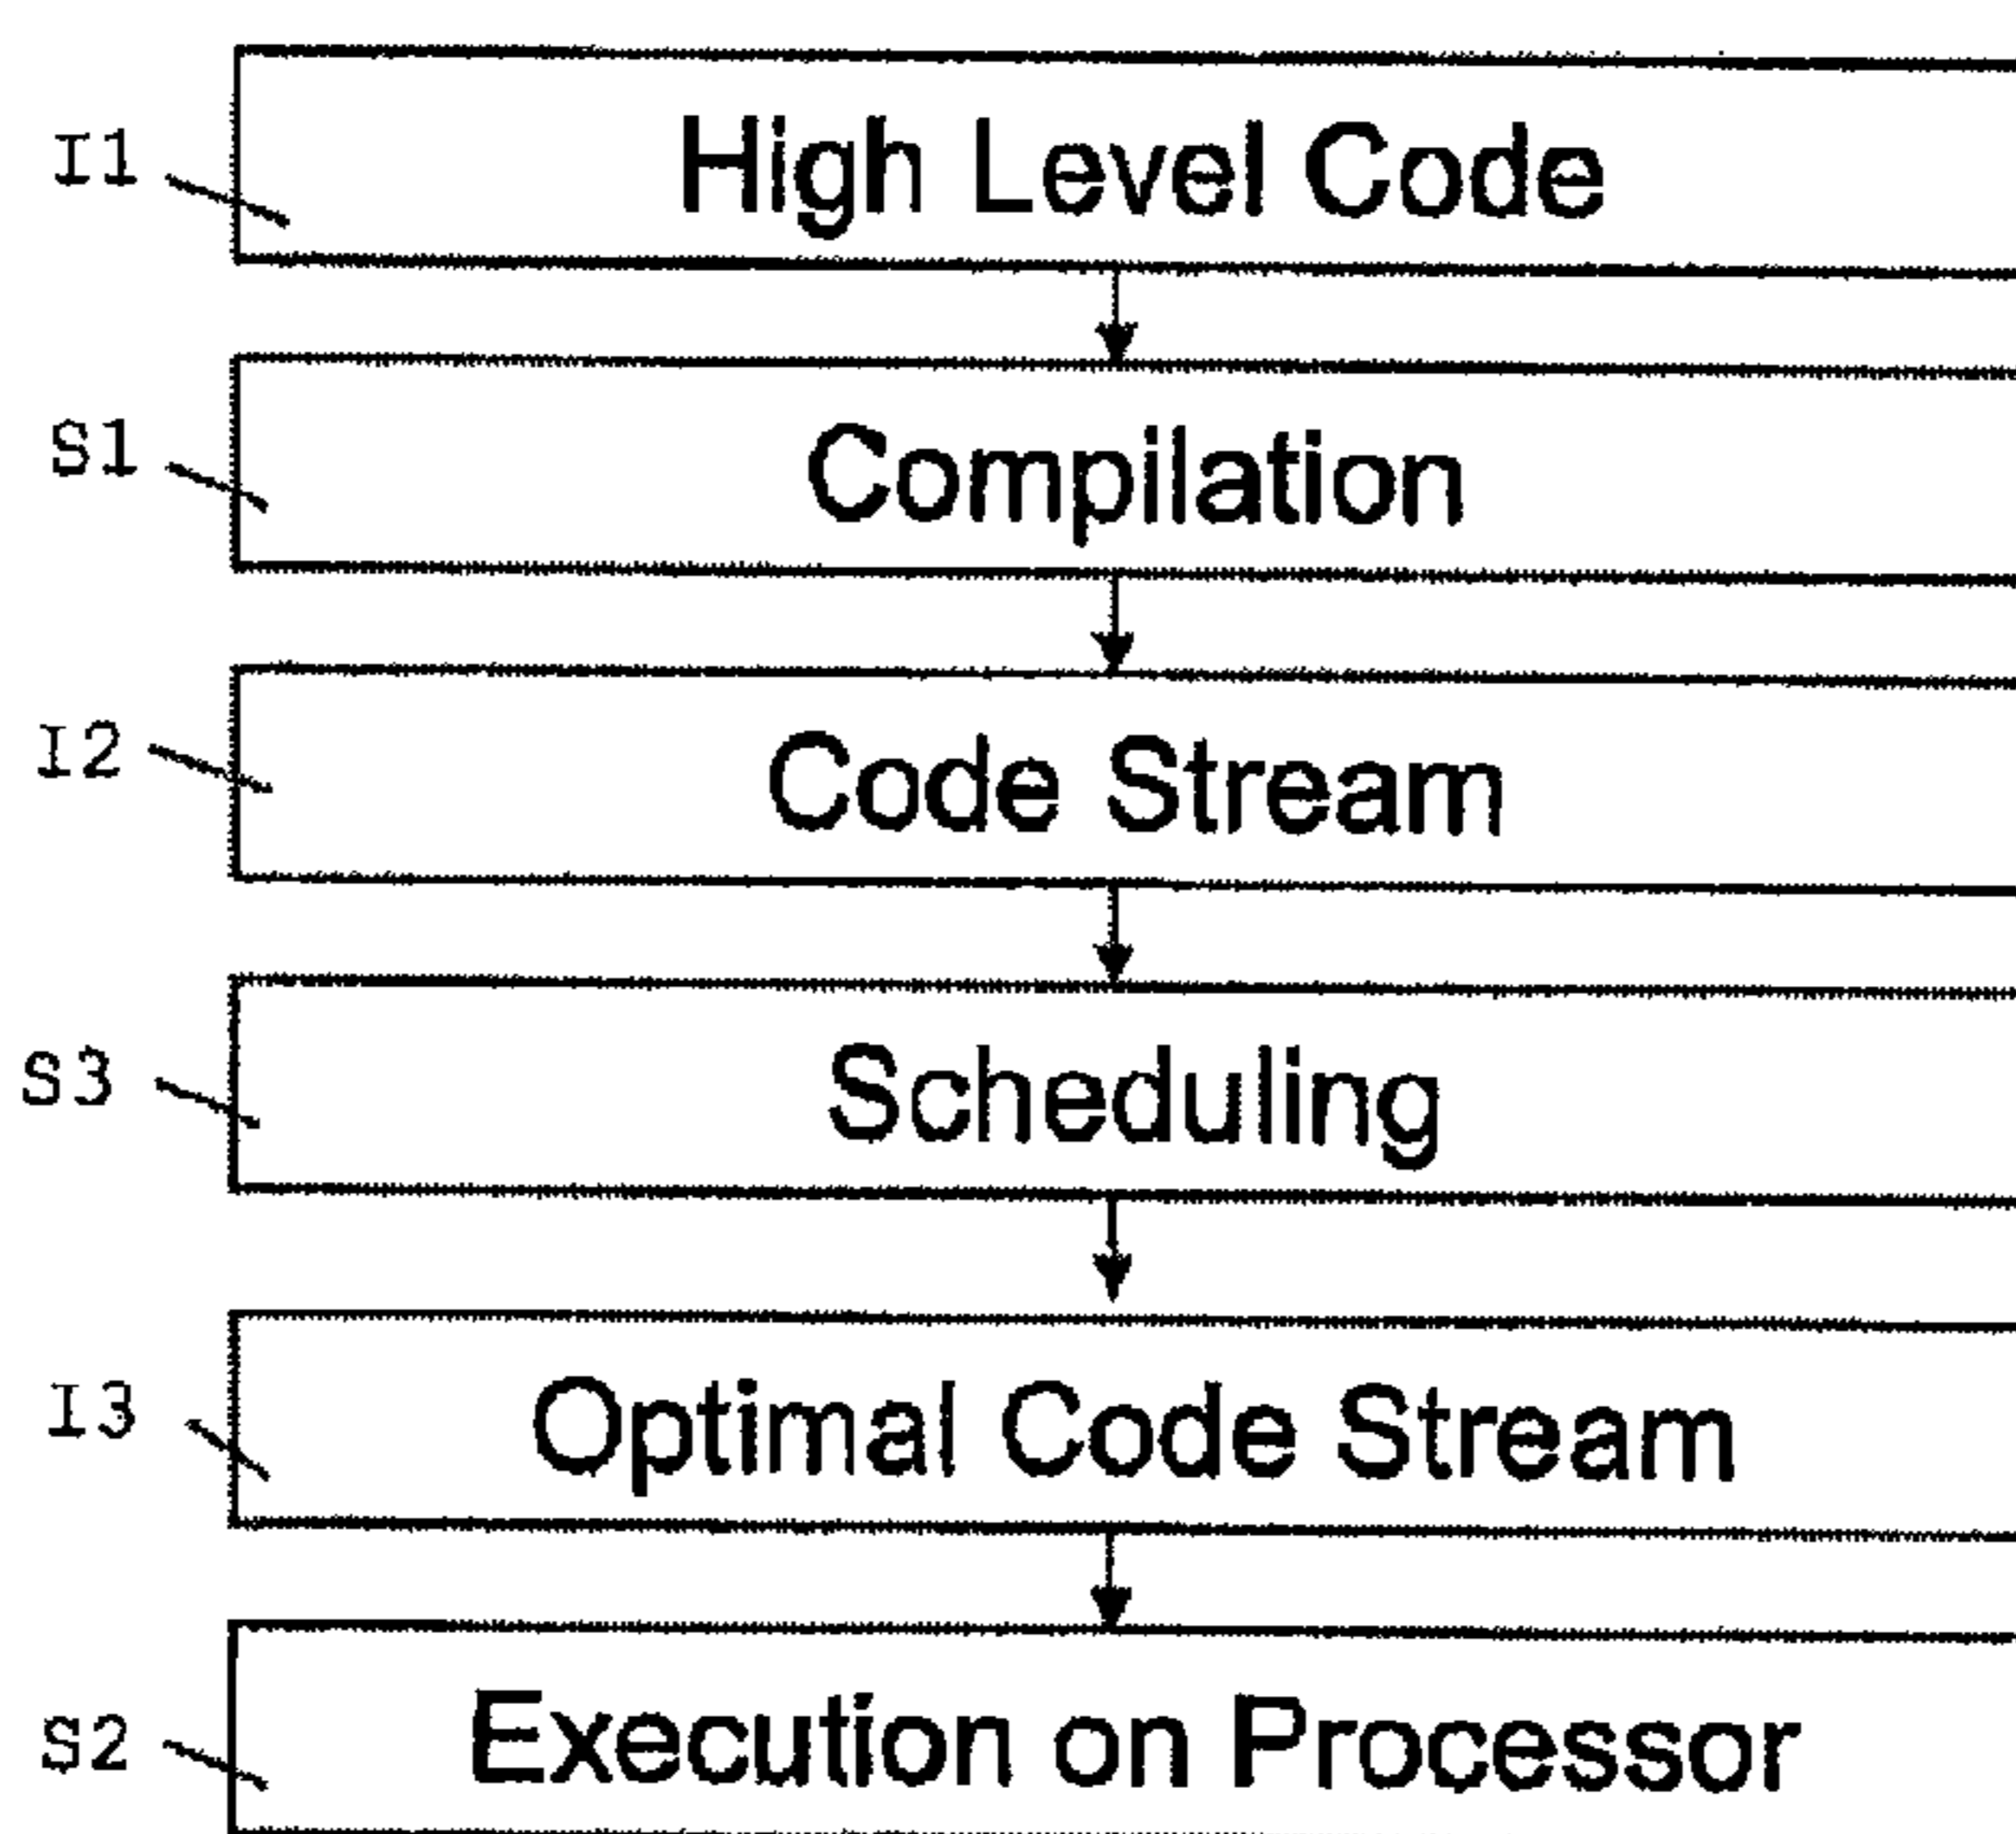 I1 High Level Code
S1 Compilation
I2 Code Stream
S3 Scheduling
I3 Optimal Code Stream
S2 Execution on Processor